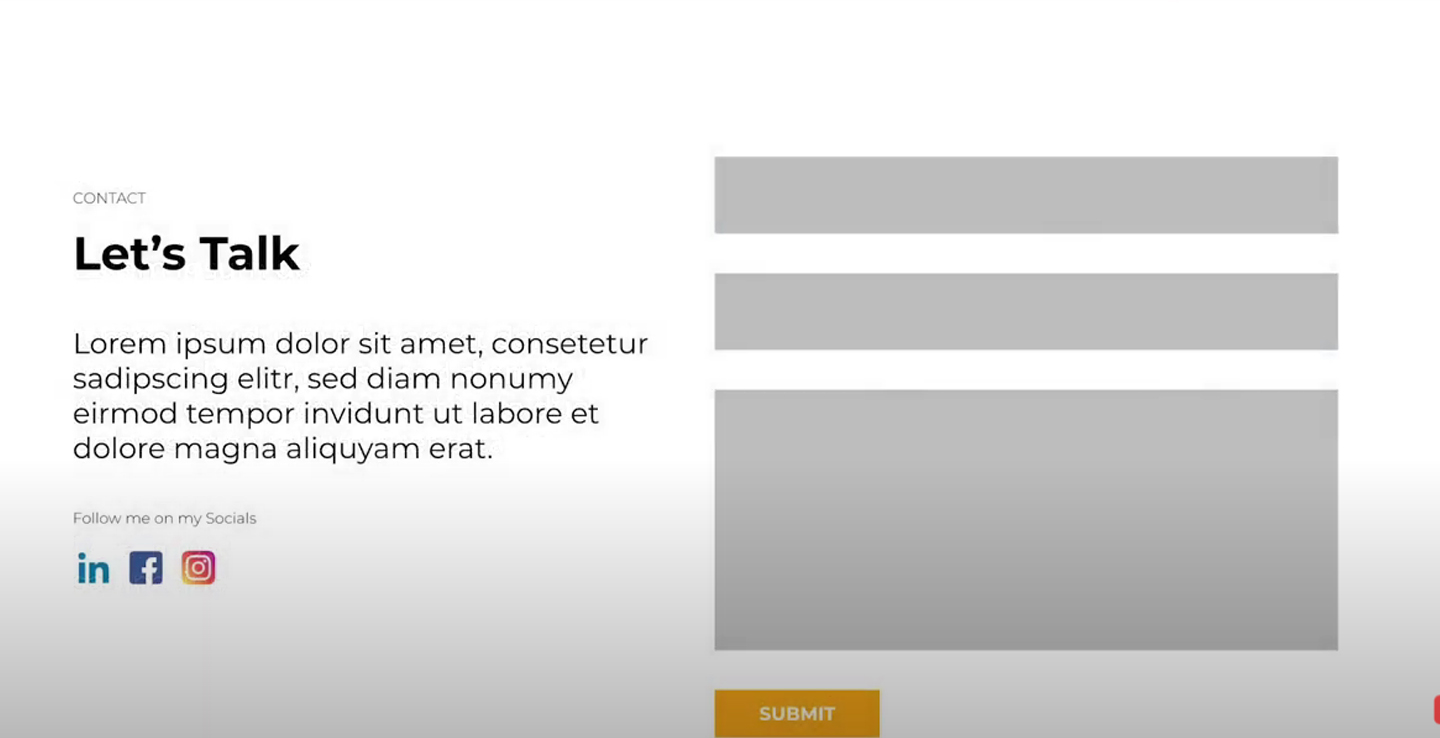 CONTACT
Let’s Talk
Lorem ipsum dolor sit amet, consetetur
sadipscing elitr, sed diam nonumy
eirmod tempor invidunt ut labore et
dolore magna aliquyam erat.
Follow me on my Socials
in f
SUBMIT